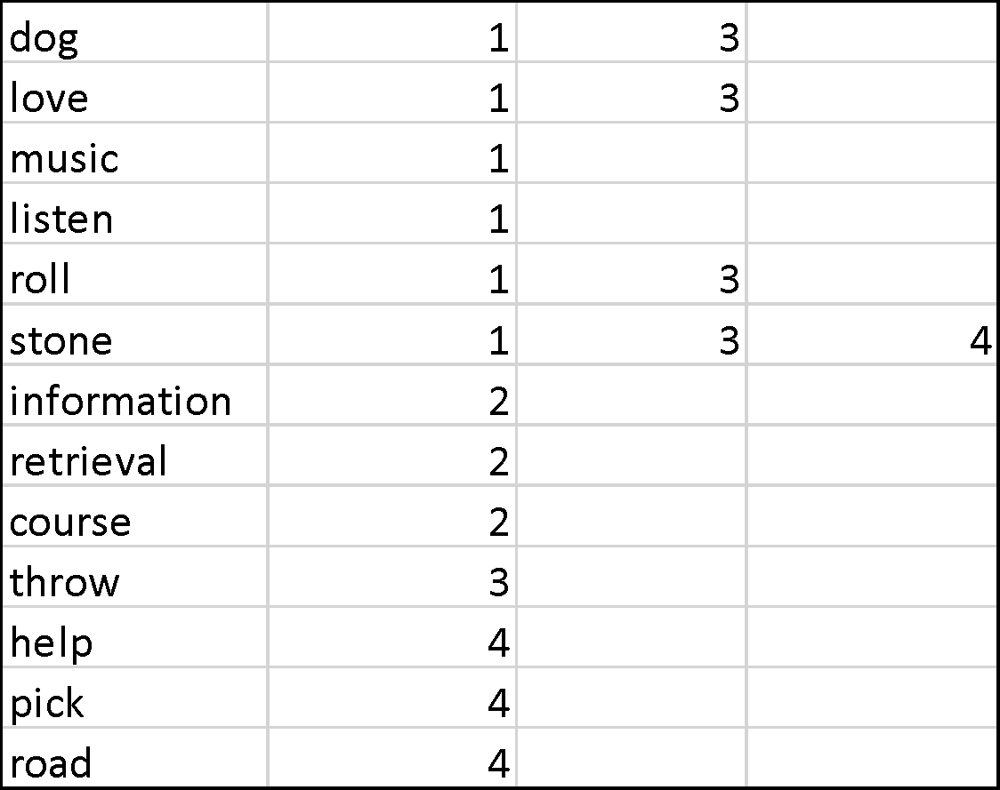 dog 1 3
love 1 3
music 1
listen 1
roll 1 3
stone 1 3 4
information 2
retrieval 2
course 2
throw 3
help 4
pick 4
road 4